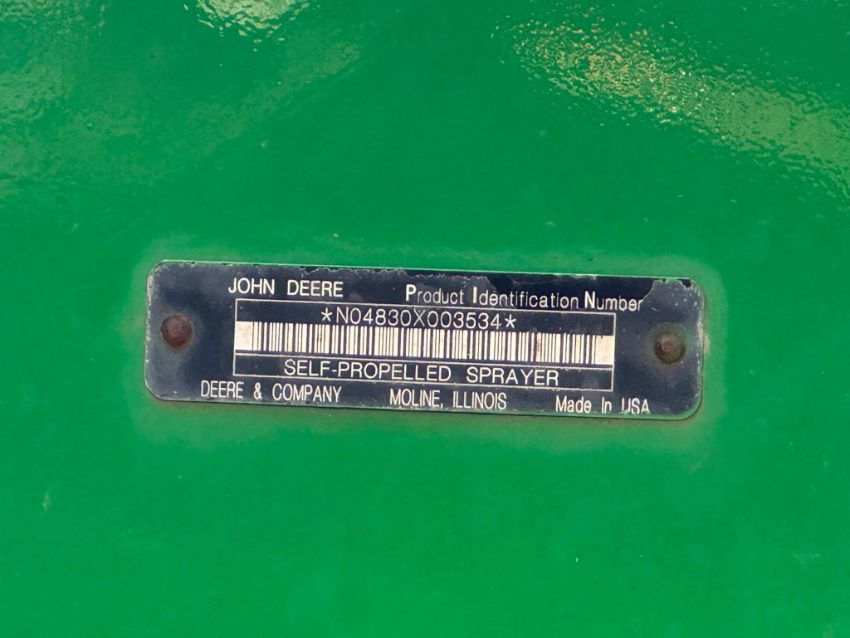 JOHN DEERE Product Identification Number
*N04830X003534*
SELF-PROPELLED SPRAYER
DEERE & COMPANY MOLINE, ILLINOIS Made In USA